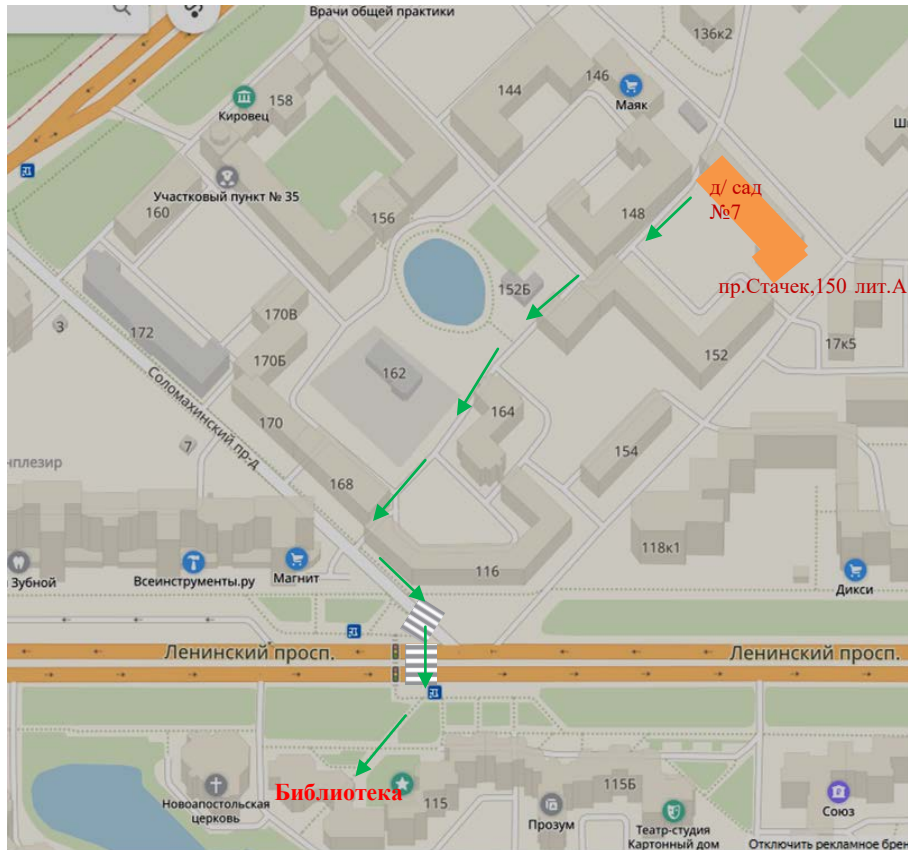 Врачи общей практики
136к2
146
144
Маяк
158
Кировец
Участковый пункт № 35
д/ сад
№7
160
156
148
152Б
пр.Стачек,150 лит.А
170В
3
172
17к5
152
170Б
162
Соломахинский пр-д
164
170
7
154
нплезир
168
118к1
Зубной
Всеинструменты.ру
Магнит
116
Дикси
Ленинский просп.
Ленинский просп.
Библиотека
115
115Б
Новоапостольская
церковь
Прозум
Союз
Театр-студия
Картонный дом
Отключить рекламное брен